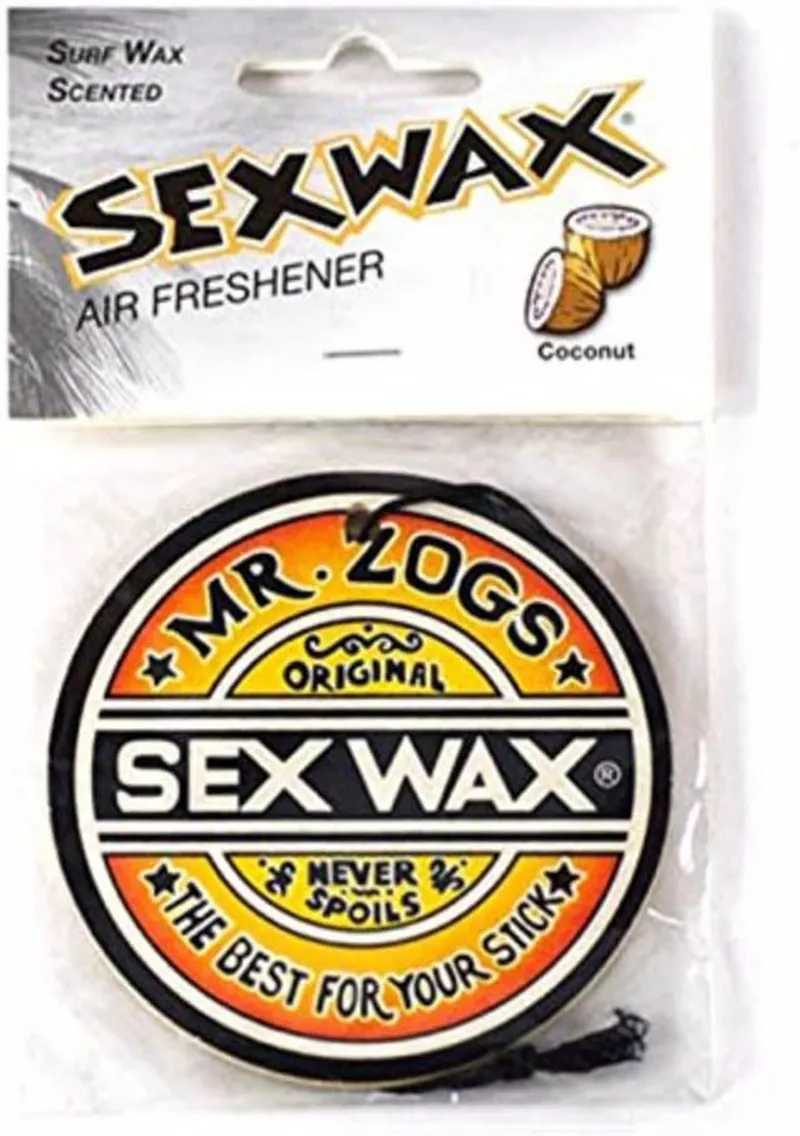 SURF WAX
SCENTED
SEXWAX®
AIR FRESHENER
Coconut
MR. ZOGS
ORIGINAL
SEX WAX®
NEVER
SPOILS
THE BEST FOR YOUR STICK